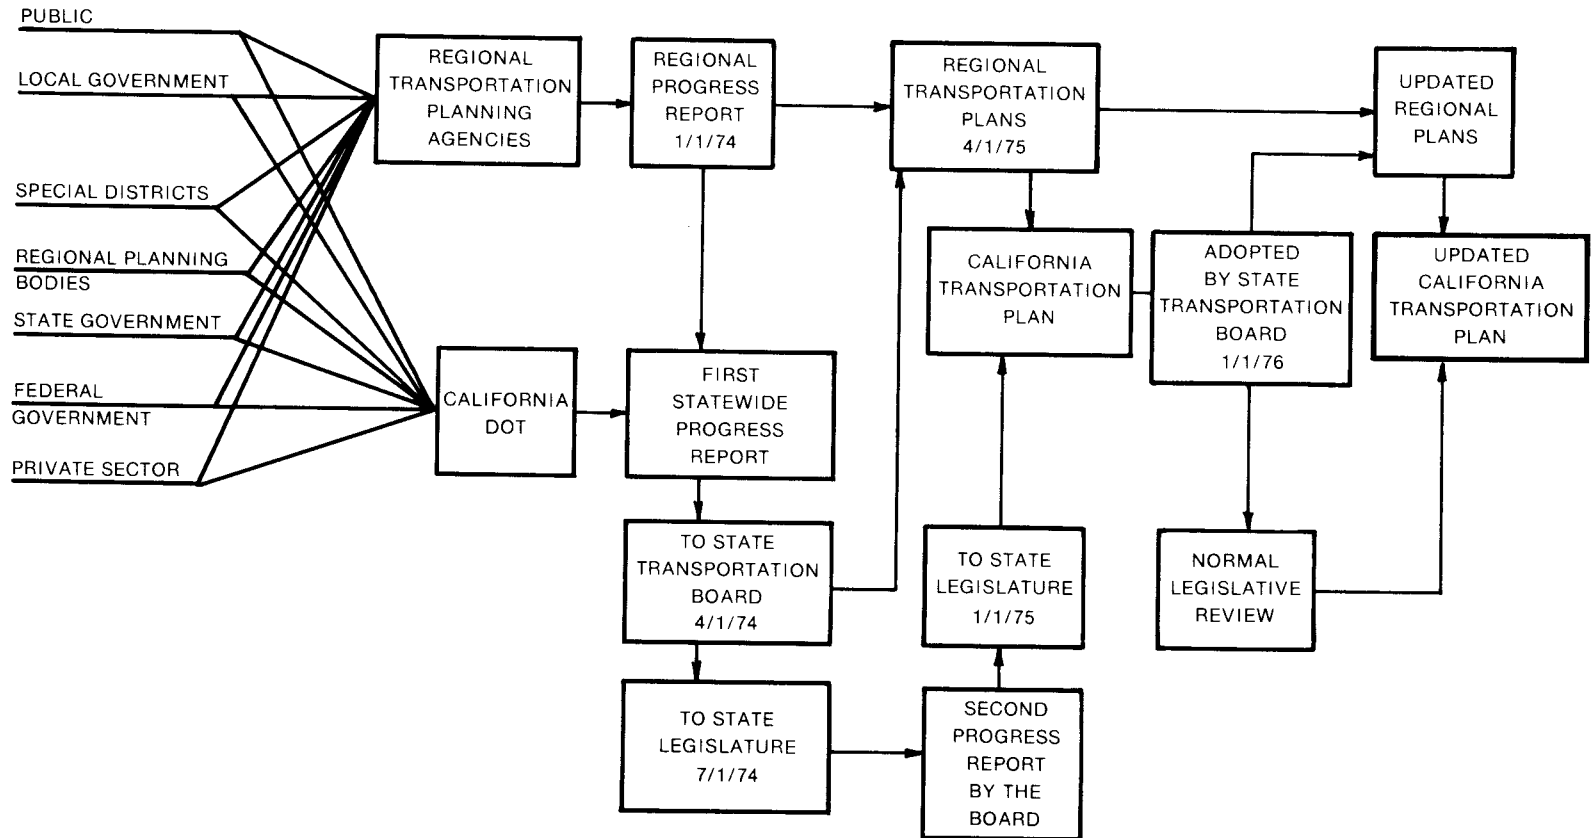 PUBLIC
LOCAL GOVERNMENT
SPECIAL DISTRICTS
REGIONAL PLANNING
BODIES
STATE GOVERNMENT
FEDERAL
GOVERNMENT
PRIVATE SECTOR
REGIONAL
TRANSPORTATION
PLANNING
AGENCIES
CALIFORNIA
DOT
REGIONAL
PROGRESS
REPORT
1/1/74
FIRST
STATEWIDE
PROGRESS
REPORT
TO STATE
TRANSPORTATION
BOARD
4/1/74
TO STATE
LEGISLATURE
7/1/74
REGIONAL
TRANSPORTATION
PLANS
4/1/75
CALIFORNIA
TRANSPORTATION
PLAN
TO STATE
LEGISLATURE
1/1/75
SECOND
PROGRESS
REPORT
BY THE
BOARD
ADOPTED
BY STATE
TRANSPORTATION
BOARD
1/1/76
NORMAL
LEGISLATIVE
REVIEW
UPDATED
REGIONAL
PLANS
UPDATED
CALIFORNIA
TRANSPORTATION
PLAN